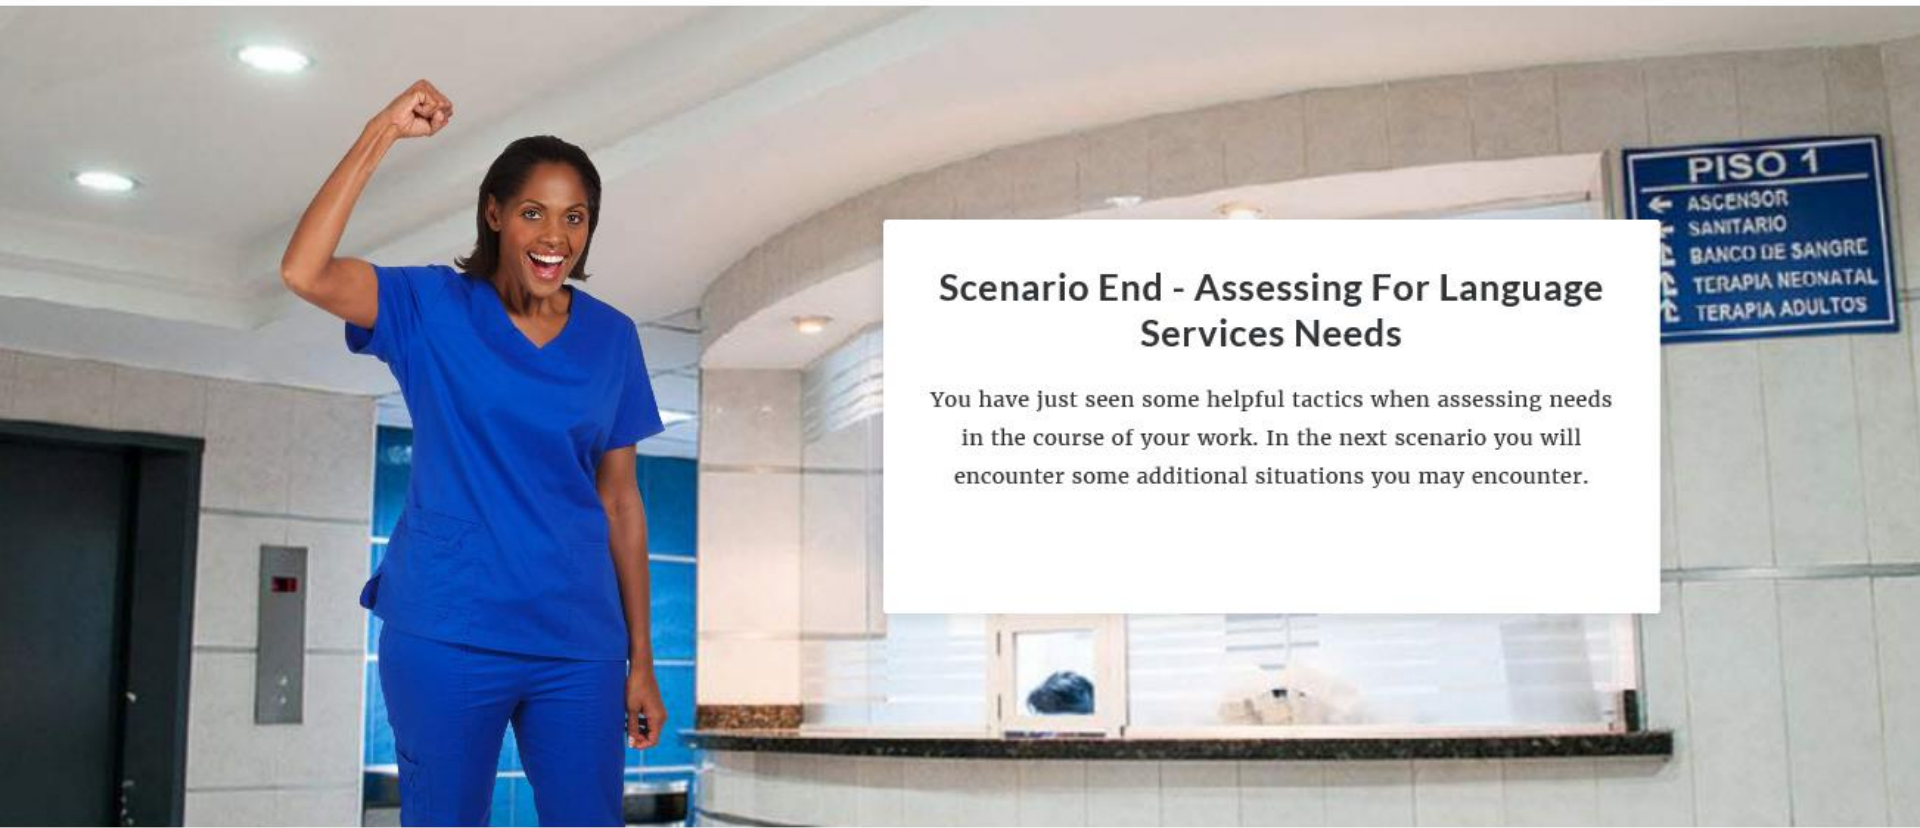 Scenario End - Assessing For Language
Services Needs
You have just seen some helpful tactics when assessing needs
in the course of your work. In the next scenario you will
encounter some additional situations you may encounter.
PISO 1
ASCENSOR
SANITARIO
BANCO DE SANGRE
TERAPIA NEONATAL
TERAPIA ADULTOS